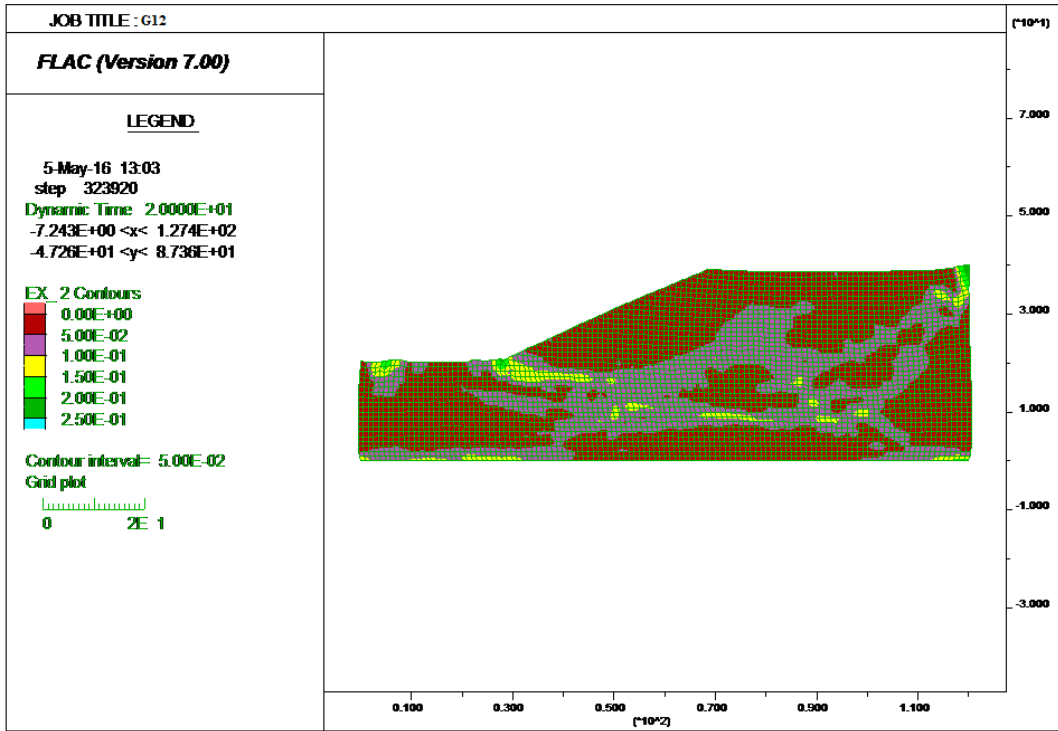 JOB TITLE : G12
(*10^1)
FLAC (Version 7.00)
LEGEND
5-May-16 13:03
step 323920
Dynamic Time 2.0000E+01
-7.243E+00 <x< 1.274E+02
-4.726E+01 <y< 8.736E+01
EX_2 Contours
0.00E+00
5.00E-02
1.00E-01
1.50E-01
2.00E-01
2.50E-01
Contour interval= 5.00E-02
Grid plot
0 2E 1
7.000
5.000
3.000
1.000
-1.000
-3.000
0.100 0.300 0.500 0.700 0.900 1.100
(*10^2)